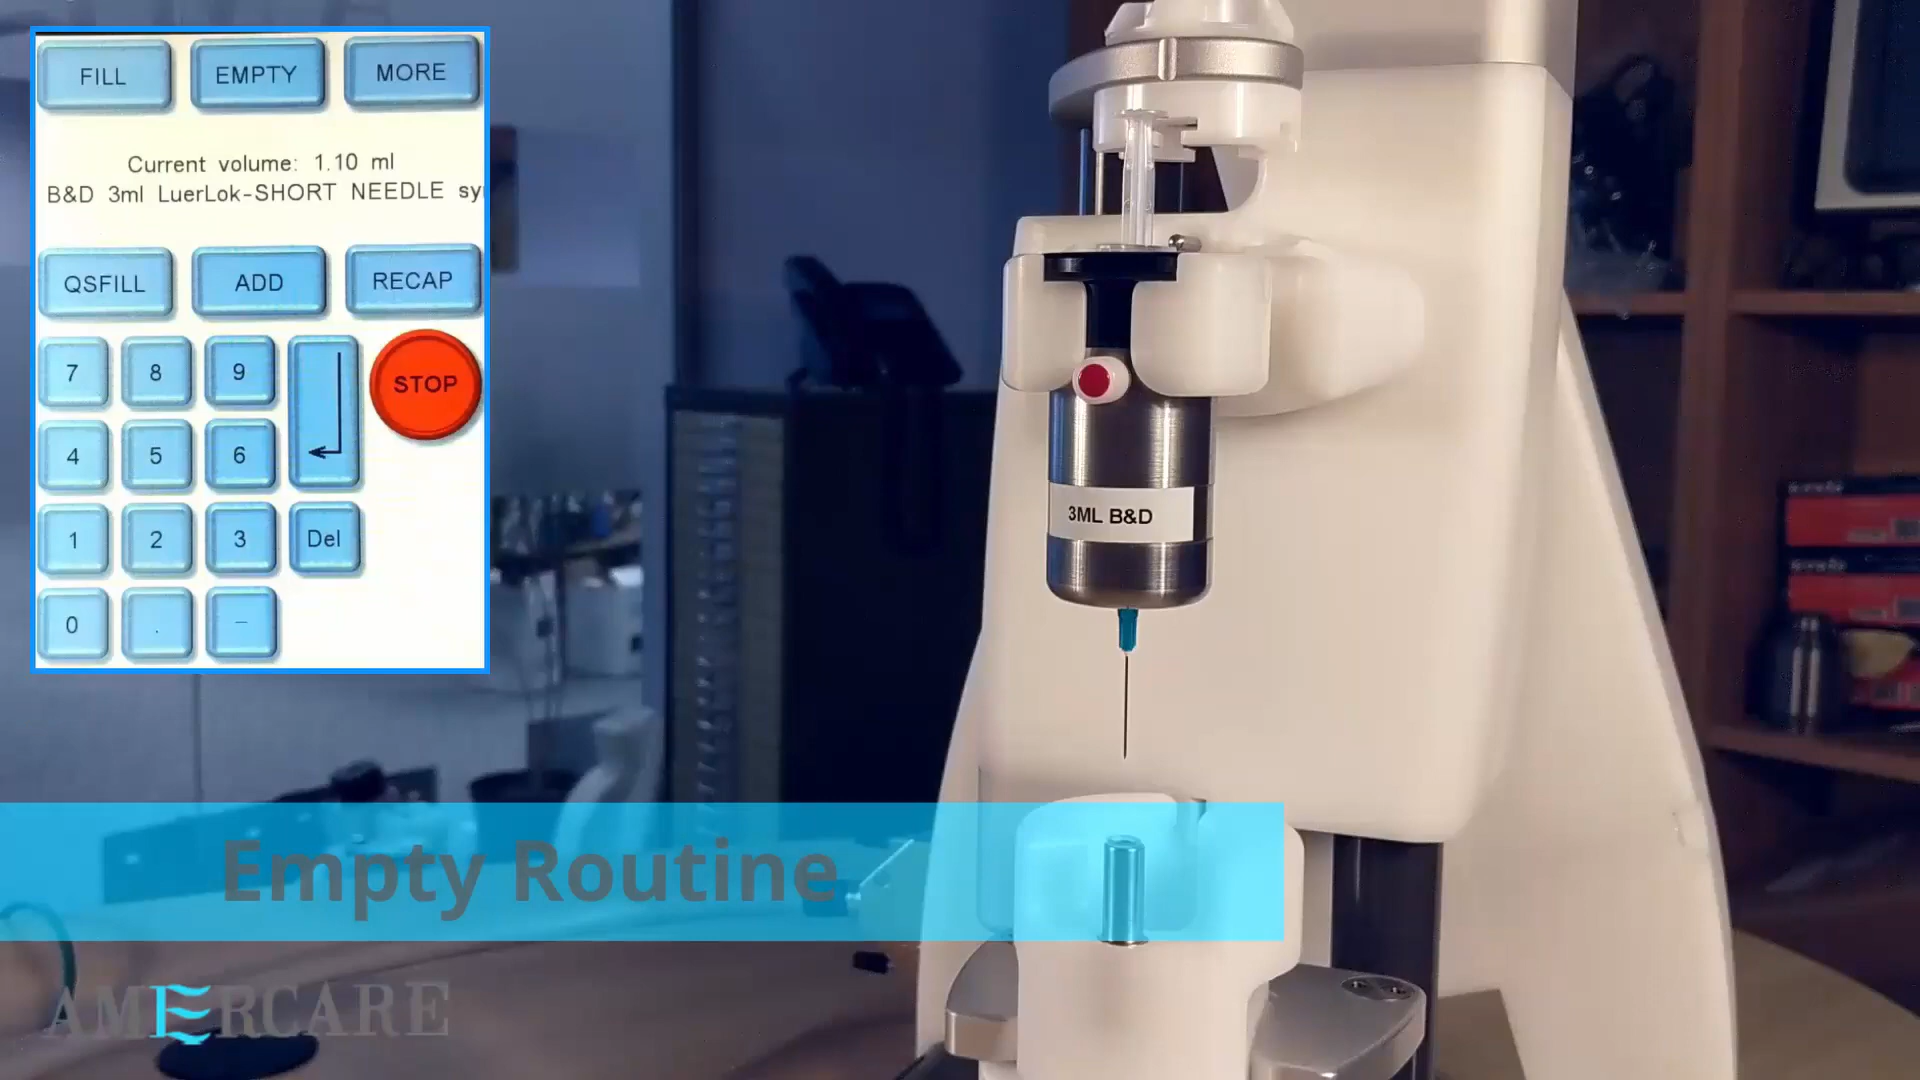 FILL EMPTY MORE
Current volume: 1.10 ml
B&D 3ml LuerLok-SHORT NEEDLE
QSFILL ADD RECAP
7 8 9
STOP
4 5 6
1 2 3 Del
0 . -
3ML B&D
Empty Routine
AMERCARE